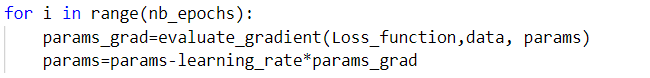 for i in range(nb_epochs):
    params_grad=evaluate_gradient(Loss_function,data, params)
    params=params-learning_rate*params_grad